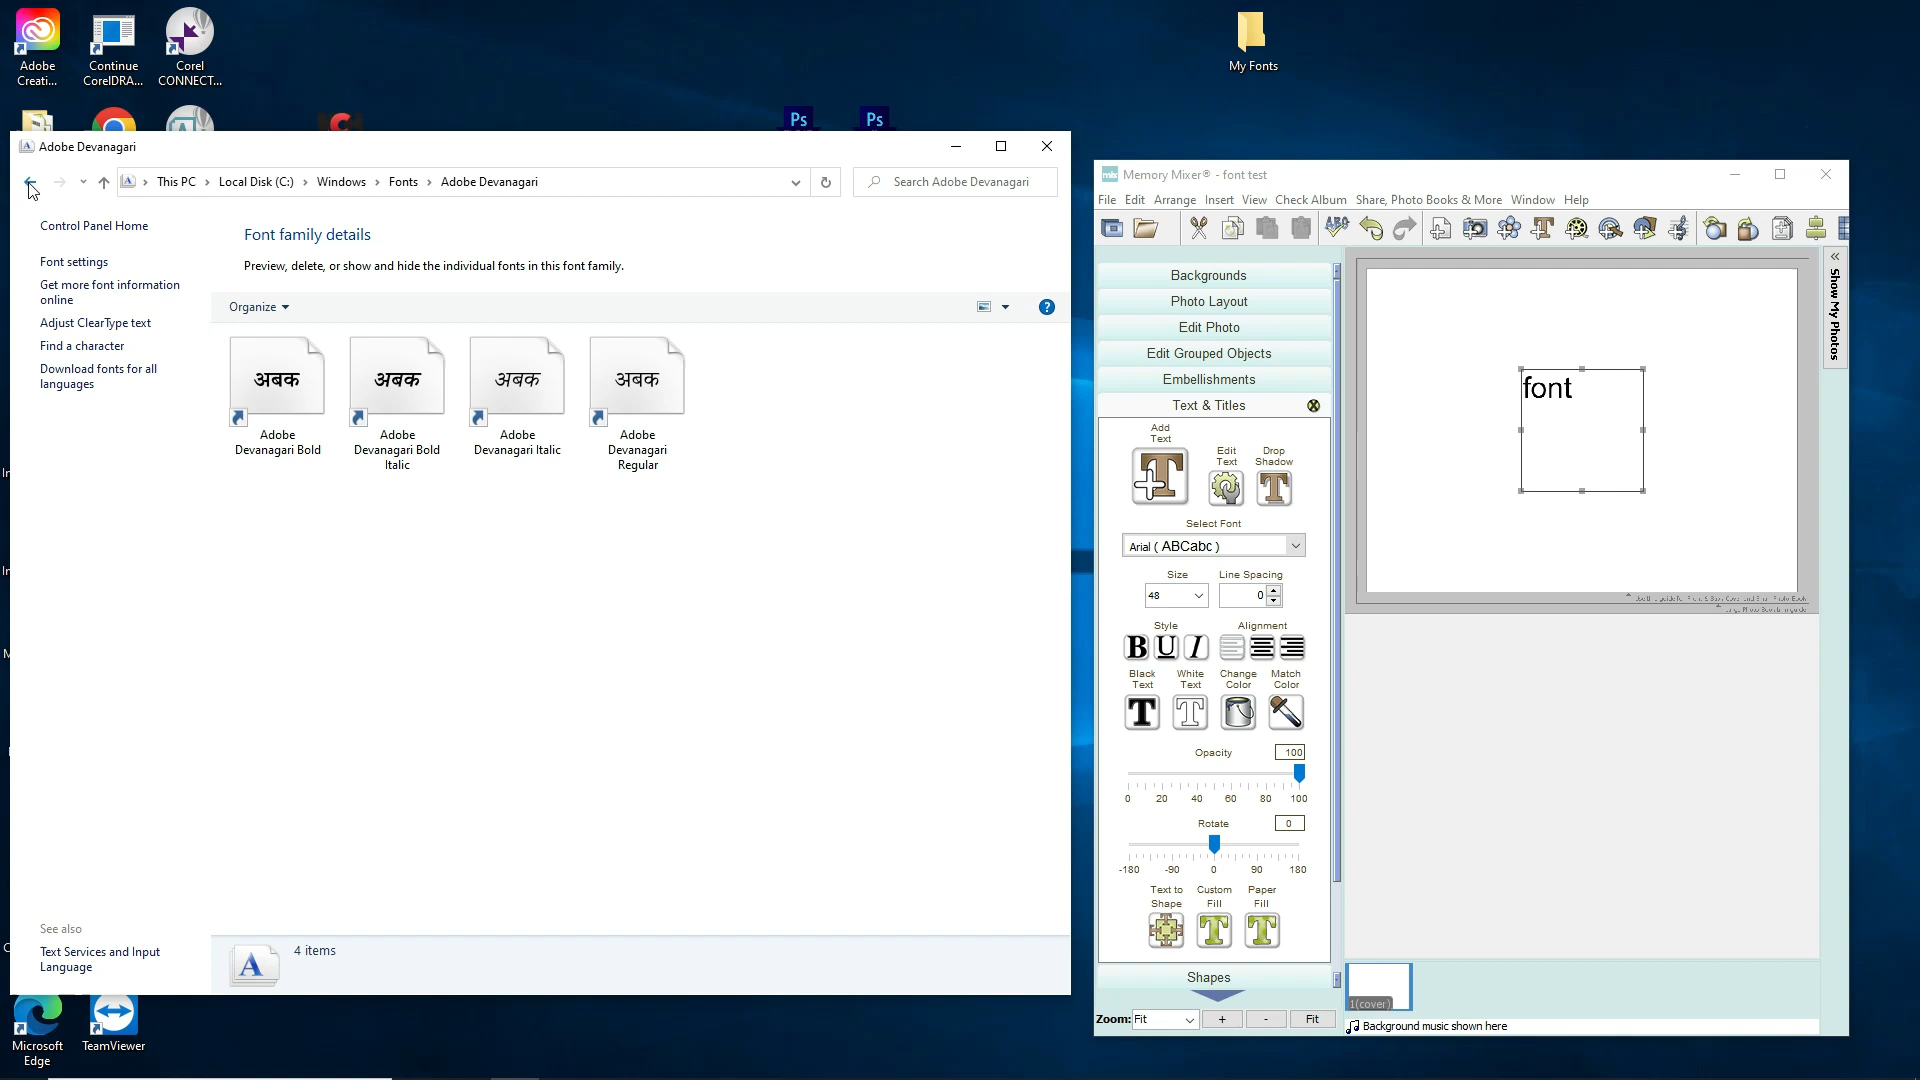 Adobe
Creati...
Continue
CorelDRA...
Corel
CONNECT...
My Fonts
Ps
Ps
Adobe Devanagari
This PC › Local Disk (C:) › Windows › Fonts › Adobe Devanagari
Search Adobe Devanagari
Control Panel Home
Font settings
Get more font information
online
Adjust ClearType text
Find a character
Download fonts for all
languages
See also
Text Services and Input
Language
Font family details
Preview, delete, or show and hide the individual fonts in this font family.
Organize
अबक
अबक
अबक
अबक
Adobe
Devanagari Bold
Adobe
Devanagari Bold
Italic
Adobe
Devanagari Italic
Adobe
Devanagari
Regular
4 items
Microsoft
Edge
TeamViewer
mix Memory Mixer® - font test
File Edit Arrange Insert View Check Album Share, Photo Books & More Window Help
ABC
Backgrounds
Photo Layout
Edit Photo
Edit Grouped Objects
Embellishments
Text & Titles
Add
Text
Edit
Text
Drop
Shadow
Select Font
Arial ( ABCabc )
Size
Line Spacing
48
0
Style
Alignment
B U I
Black
Text
White
Text
Change
Color
Match
Color
Opacity 100
0 20 40 60 80 100
Rotate 0
-180 -90 0 90 180
Text to
Shape
Custom
Fill
Paper
Fill
Shapes
Zoom: Fit + - Fit
font
Show My Photos
1(cover)
Background music shown here